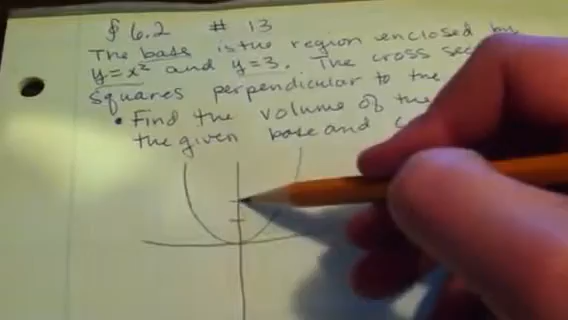 § 6.2 # 13
The base is the region enclosed by
y=x² and y=3. The cross sec
squares perpendicular to the
• Find the volume of the
the given base and